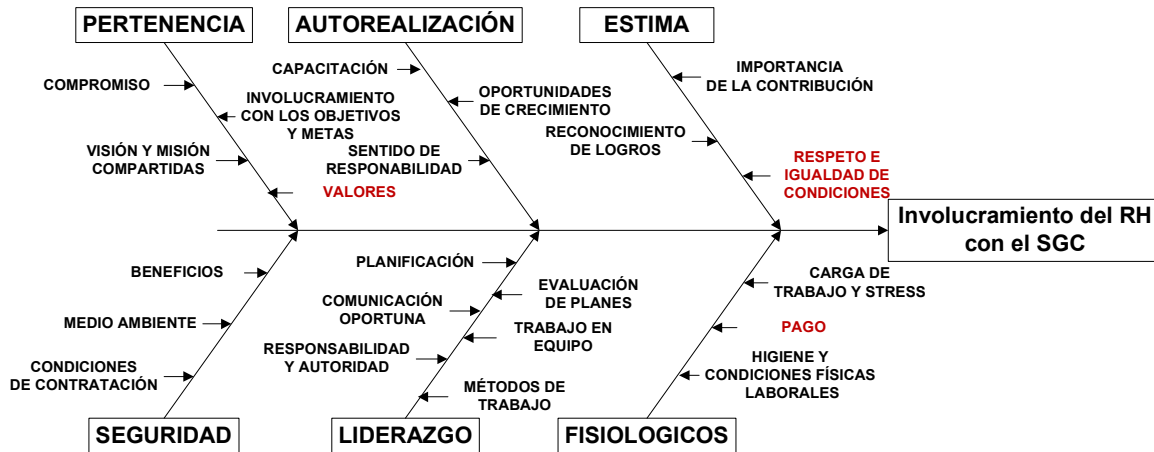 PERTENENCIA
AUTOREALIZACIÓN
ESTIMA
COMPROMISO
INVOLUCRAMIENTO
CON LOS OBJETIVOS
Y METAS
VISIÓN Y MISIÓN
COMPARTIDAS
VALORES
CAPACITACIÓN
OPORTUNIDADES
DE CRECIMIENTO
SENTIDO DE
RESPONABILIDAD
IMPORTANCIA
DE LA CONTRIBUCIÓN
RECONOCIMIENTO
DE LOGROS
RESPETO E
IGUALDAD DE
CONDICIONES
Involucramiento del RH
con el SGC
BENEFICIOS
MEDIO AMBIENTE
CONDICIONES
DE CONTRATACIÓN
PLANIFICACIÓN
EVALUACIÓN
DE PLANES
COMUNICACIÓN
OPORTUNA
TRABAJO EN
EQUIPO
RESPONSABILIDAD
Y AUTORIDAD
MÉTODOS DE
TRABAJO
CARGA DE
TRABAJO Y STRESS
PAGO
HIGIENE Y
CONDICIONES FÍSICAS
LABORALES
SEGURIDAD
LIDERAZGO
FISIOLOGICOS